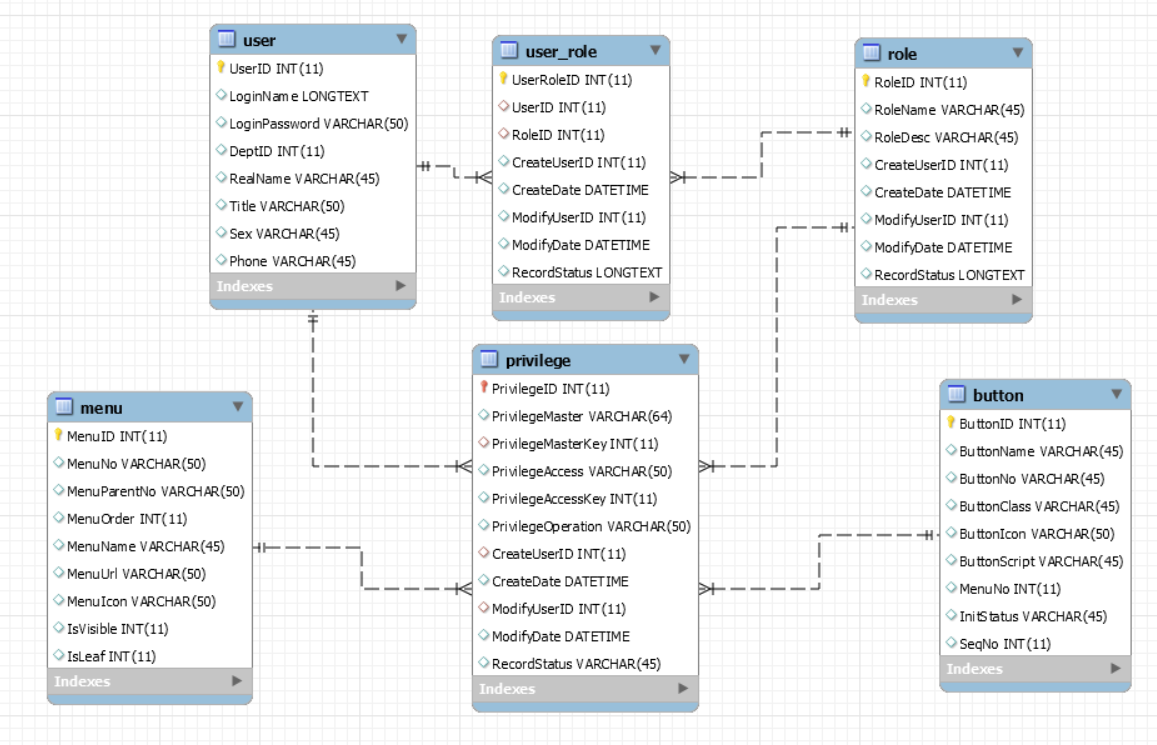 user
UserID INT(11)
LoginName LONGTEXT
LoginPassword VARCHAR(50)
DeptID INT(11)
RealName VARCHAR(45)
Title VARCHAR(50)
Sex VARCHAR(45)
Phone VARCHAR(45)
Indexes
user_role
UserRoleID INT(11)
UserID INT(11)
RoleID INT(11)
CreateUserID INT(11)
CreateDate DATETIME
ModifyUserID INT(11)
ModifyDate DATETIME
RecordStatus LONGTEXT
Indexes
role
RoleID INT(11)
RoleName VARCHAR(45)
RoleDesc VARCHAR(45)
CreateUserID INT(11)
CreateDate DATETIME
ModifyUserID INT(11)
ModifyDate DATETIME
RecordStatus LONGTEXT
Indexes
menu
MenuID INT(11)
MenuNo VARCHAR(50)
MenuParentNo VARCHAR(50)
MenuOrder INT(11)
MenuName VARCHAR(45)
MenuUrl VARCHAR(50)
MenuIcon VARCHAR(50)
IsVisible INT(11)
IsLeaf INT(11)
Indexes
privilege
PrivilegeID INT(11)
PrivilegeMaster VARCHAR(64)
PrivilegeMasterKey INT(11)
PrivilegeAccess VARCHAR(50)
PrivilegeAccessKey INT(11)
PrivilegeOperation VARCHAR(50)
CreateUserID INT(11)
CreateDate DATETIME
ModifyUserID INT(11)
ModifyDate DATETIME
RecordStatus VARCHAR(45)
Indexes
button
ButtonID INT(11)
ButtonName VARCHAR(45)
ButtonNo VARCHAR(45)
ButtonClass VARCHAR(45)
ButtonIcon VARCHAR(50)
ButtonScript VARCHAR(45)
MenuNo INT(11)
InitStatus VARCHAR(45)
SeqNo INT(11)
Indexes